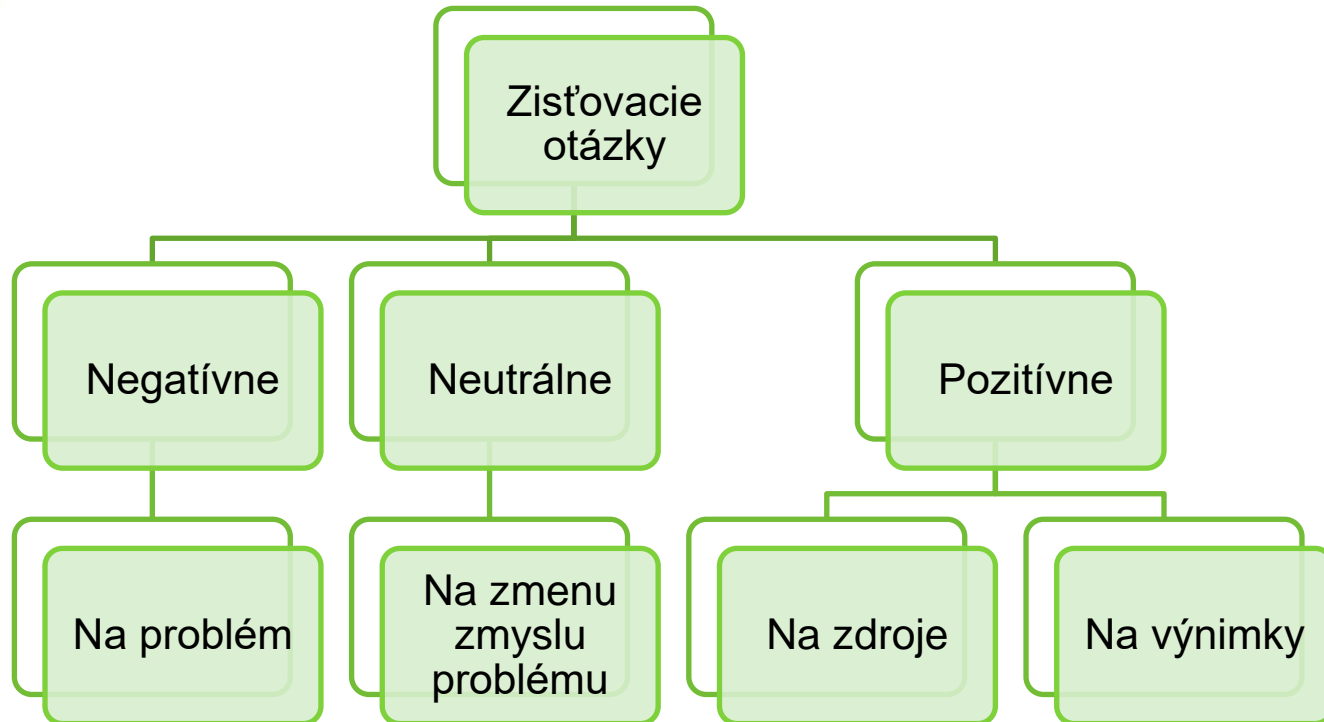 Zisťovacie
otázky
Negatívne
Neutrálne
Pozitívne
Na problém
Na zmenu
zmyslu
problému
Na zdroje
Na výnimky